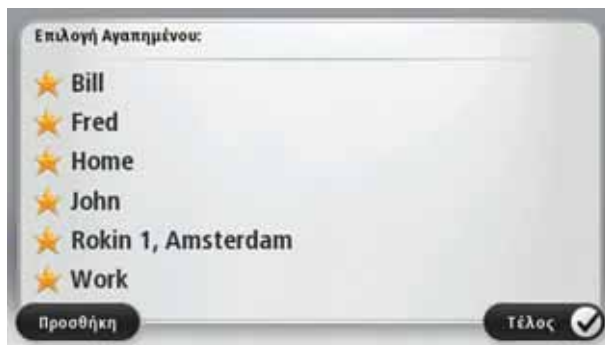 Επιλογή Αγαπημένου:
Bill
Fred
Home
John
Rokin 1, Amsterdam
Work
Προσθήκη
Τέλος